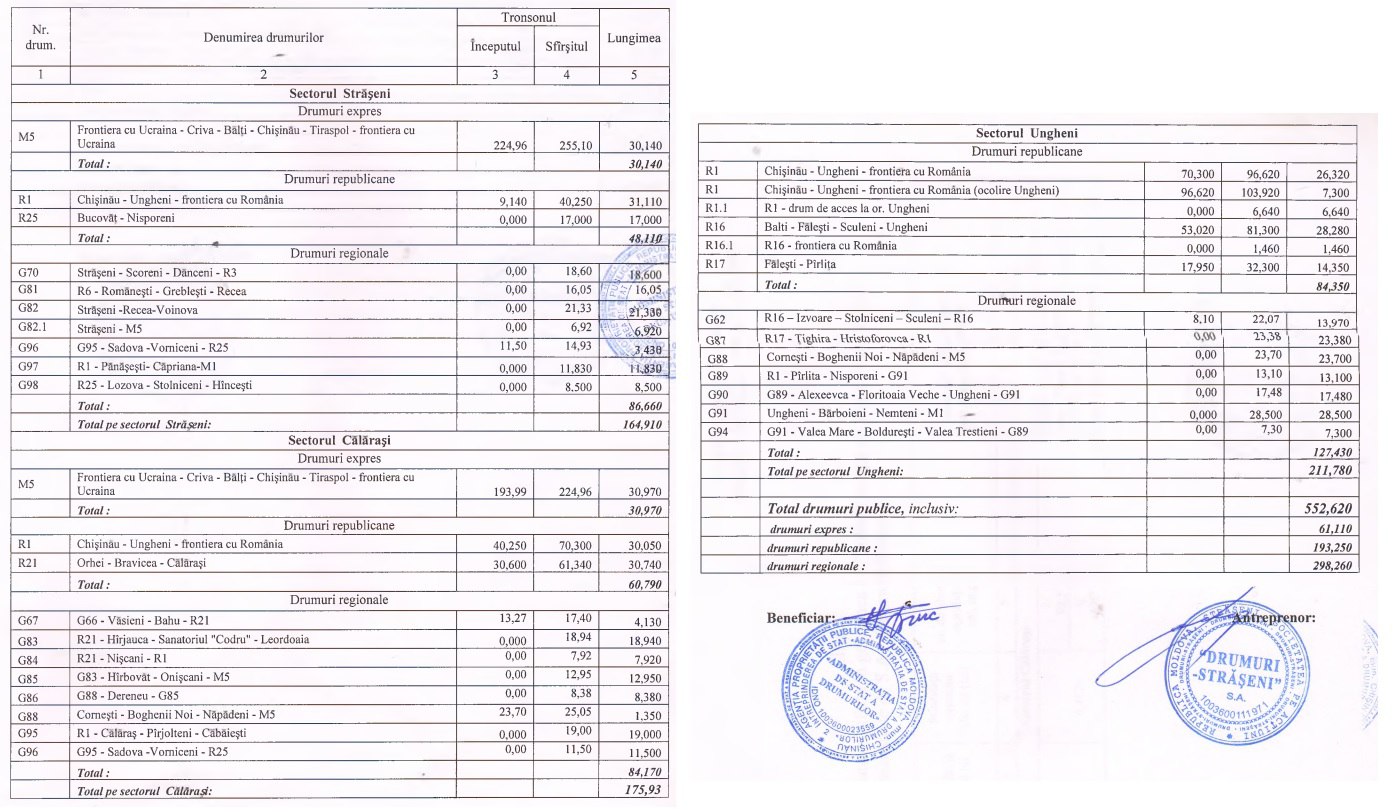 Nr. drum. Denumirea drumurilor Tronsonul Lungimea
Începutul Sfîrşitul
1 2 3 4 5
Sectorul Străşeni
Drumuri expres
M5 Frontiera cu Ucraina - Criva - Bălţi - Chişinău - Tiraspol - frontiera cu
Ucraina 224,96 255,10 30,140
Total : 30,140
Drumuri republicane
R1 Chişinău - Ungheni - frontiera cu România 9,140 40,250 31,110
R25 Bucovăţ - Nisporeni 0,000 17,000 17,000
Total : 48,110
Drumuri regionale
G70 Străşeni - Scoreni - Dănceni - R3 0,00 18,60 18,600
G81 R6 - Româneşti - Grebleşti - Recea 0,00 16,05 16,05
G82 Străşeni -Recea-Voinova 0,00 21,33 21,330
G82.1 Străşeni - M5 0,00 6,92 6,920
G96 G95 - Sadova -Vorniceni - R25 11,50 14,93 3,430
G97 R1 - Pănăşeşti- Căpriana-M1 0,000 11,830 11,830
G98 R25 - Lozova - Stolniceni - Hînceşti 0,000 8,500 8,500
Total : 86,660
Total pe sectorul Străşeni: 164,910
Sectorul Călăraşi
Drumuri expres
M5 Frontiera cu Ucraina - Criva - Bălţi - Chişinău - Tiraspol - frontiera cu
Ucraina 193,99 224,96 30,970
Total : 30,970
Drumuri republicane
R1 Chişinău - Ungheni - frontiera cu România 40,250 70,300 30,050
R21 Orhei - Bravicea - Călăraşi 30,600 61,340 30,740
Total : 60,790
Drumuri regionale
G67 G66 - Văsieni - Bahu - R21 13,27 17,40 4,130
G83 R21 - Hîrjauca - Sanatoriul "Codru" - Leordoaia 0,000 18,94 18,940
G84 R21 - Nişcani - R1 0,00 7,92 7,920
G85 G83 - Hîrbovăt - Onişcani - M5 0,00 12,95 12,950
G86 G88 - Dereneu - G85 0,00 8,38 8,380
G88 Corneşti - Boghenii Noi - Năpădeni - M5 23,70 25,05 1,350
G95 R1 - Călăraş - Pîrjolteni - Căbăieşti 0,000 19,00 19,000
G96 G95 - Sadova -Vorniceni - R25 0,00 11,50 11,500
Total : 84,170
Total pe sectorul Călăraşi: 175,93
Sectorul Ungheni
Drumuri republicane
R1 Chişinău - Ungheni - frontiera cu România 70,300 96,620 26,320
R1 Chişinău - Ungheni - frontiera cu România (ocolire Ungheni) 96,620 103,920 7,300
R1.1 R1 - drum de acces la or. Ungheni 0,000 6,640 6,640
R16 Balti - Făleşti - Sculeni - Ungheni 53,020 81,300 28,280
R16.1 R16 - frontiera cu România 0,000 1,460 1,460
R17 Făleşti - Pîrliţa 17,950 32,300 14,350
Total : 84,350
Drumuri regionale
G62 R16 – Izvoare – Stolniceni – Sculeni – R16 8,10 22,07 13,970
G87 R17 - Ţighira - Hristoforovca - R1 0,00 23,38 23,380
G88 Corneşti - Boghenii Noi - Năpădeni - M5 0,00 23,70 23,700
G89 R1 - Pîrlita - Nisporeni - G91 0,00 13,10 13,100
G90 G89 - Alexeevca - Floritoaia Veche - Ungheni - G91 0,00 17,48 17,480
G91 Ungheni - Bărboieni - Nemteni - M1 0,000 28,500 28,500
G94 G91 - Valea Mare - Boldureşti - Valea Trestieni - G89 0,00 7,30 7,300
Total : 127,430
Total pe sectorul Ungheni: 211,780
Total drumuri publice, inclusiv: 552,620
drumuri expres : 61,110
drumuri republicane : 193,250
drumuri regionale : 298,260
Beneficiar: Antreprenor:
AGENŢIA PROPRIETĂŢII PUBLICE, REPUBLICA MOLDOVA, mun. CHIŞINĂU
ÎNTREPRINDEREA DE STAT «ADMINISTRAŢIA DE STAT A DRUMURILOR»
«ADMINISTRAŢIA
DE STAT A
DRUMURILOR»
IDNO 1003600023559
REPUBLICA MOLDOVA, STRĂŞENI, SOCIETATEA PE ACŢIUNI
"DRUMURI
-STRĂŞENI"
S.A.
1003600111971